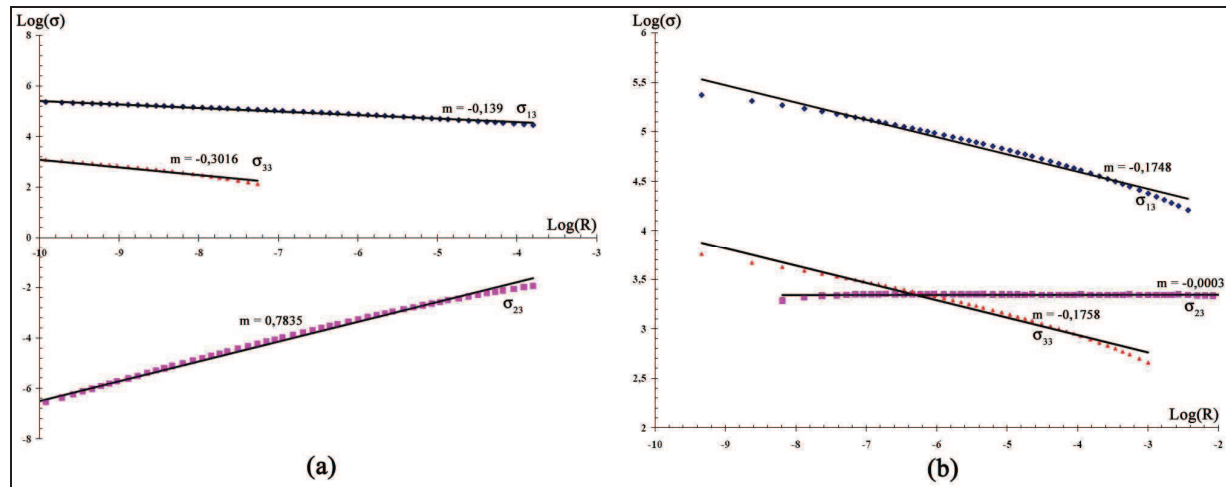 Log(σ)
8
6
4
2
0
-2
-4
-6
-8
-10
-9
-8
-7
-6
-5
-4
-3
m = -0,139
σ13
m = -0,3016
σ33
Log(R)
m = 0,7835
σ23
(a)
Log(σ)
6
5,5
5
4,5
4
3,5
3
2,5
2
-10
-9
-8
-7
-6
-5
-4
-3
-2
m = -0,1748
σ13
m = -0,0003
σ23
m = -0,1758
σ33
Log(R)
(b)